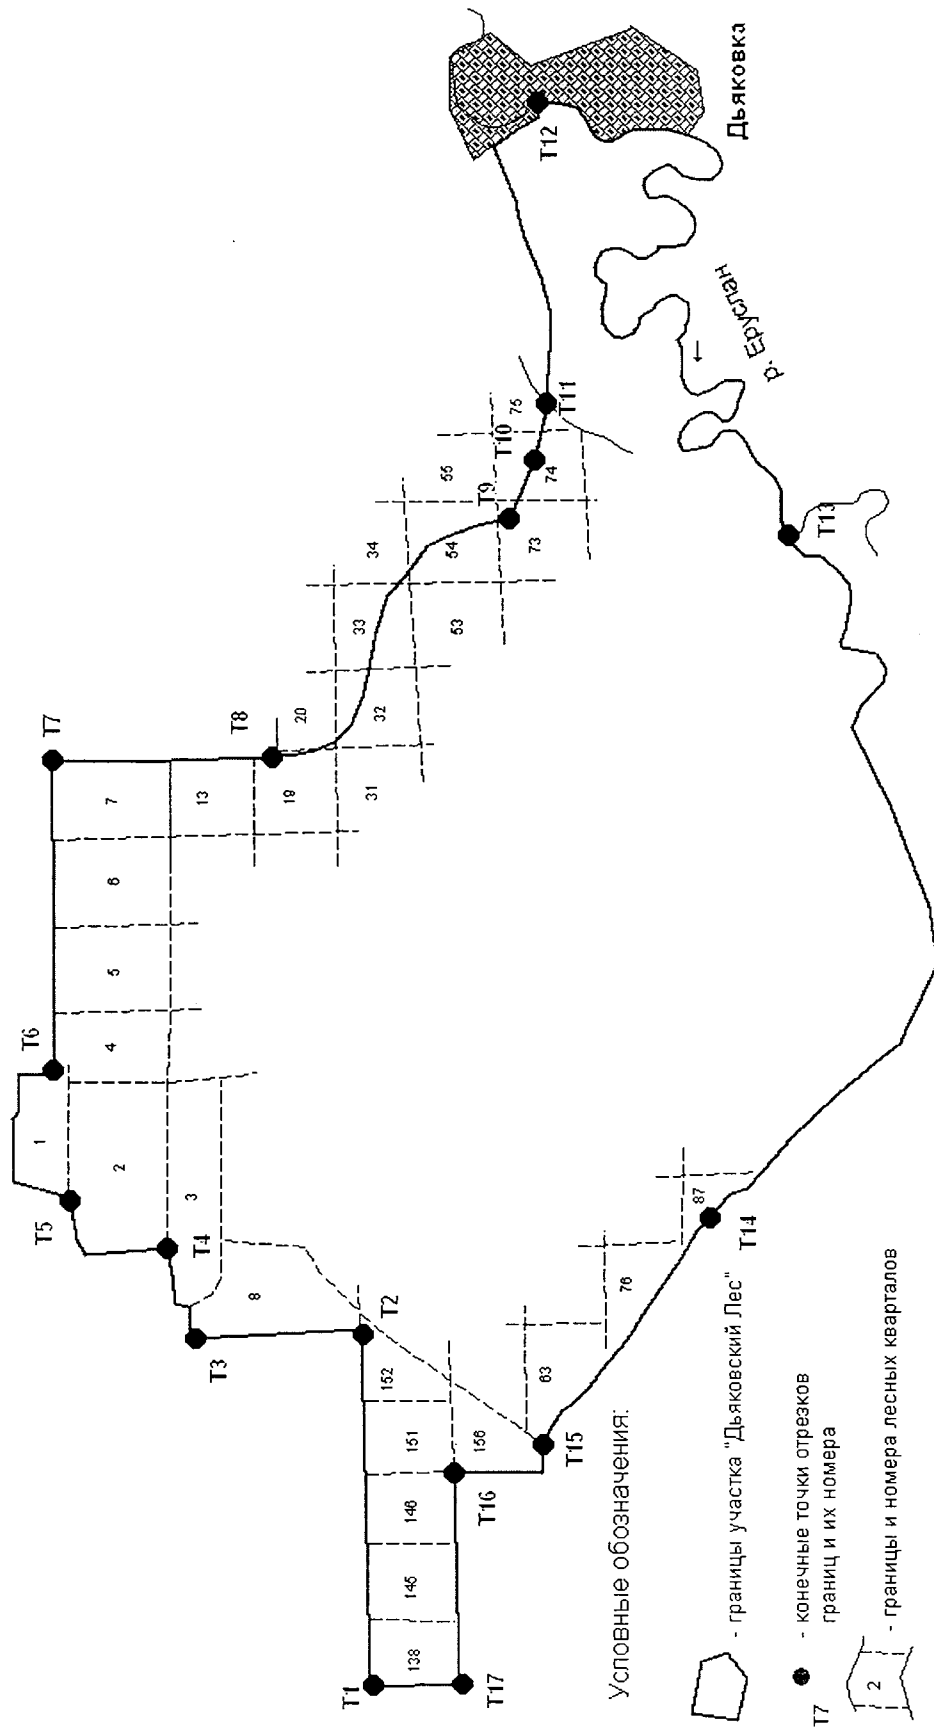 Т1
Т2
Т3
Т4
Т5
Т6
Т7
Т8
Т9
Т10
Т11
Т12
Т13
Т14
Т15
Т16
Т17
1
2
3
4
5
6
7
8
13
19
20
31
32
33
34
53
54
55
63
73
74
75
76
87
138
145
146
151
152
156
Дьяковка
р. Еруслан
Условные обозначения:
- границы участка "Дьяковский Лес"
Т7
- конечные точки отрезков
границ и их номера
2
- границы и номера лесных кварталов